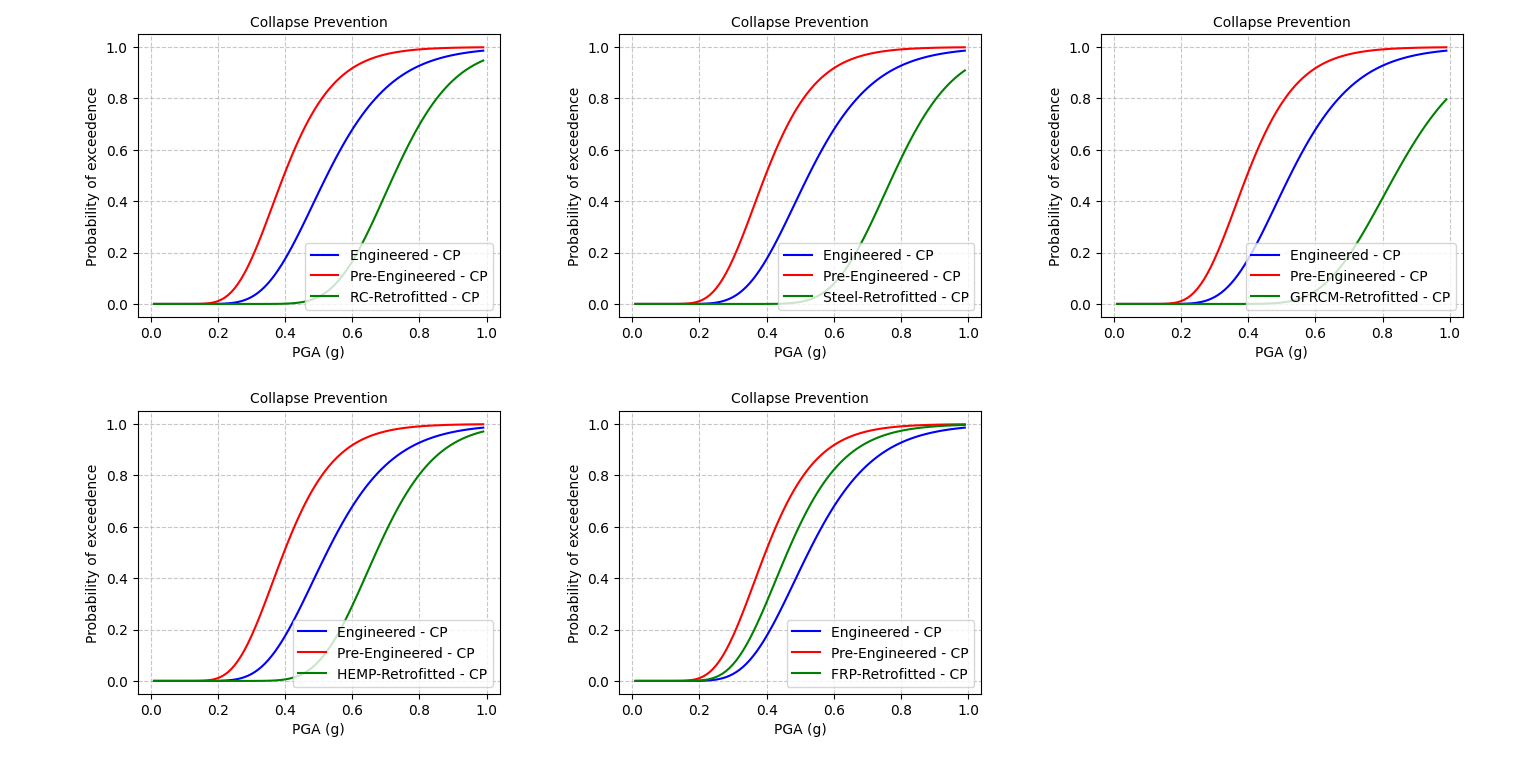 Collapse Prevention
Probability of exceedence
1.0
0.8
0.6
0.4
0.2
0.0
Engineered - CP
Pre-Engineered - CP
RC-Retrofitted - CP
0.0 0.2 0.4 0.6 0.8 1.0
PGA (g)
Collapse Prevention
Probability of exceedence
1.0
0.8
0.6
0.4
0.2
0.0
Engineered - CP
Pre-Engineered - CP
Steel-Retrofitted - CP
0.0 0.2 0.4 0.6 0.8 1.0
PGA (g)
Collapse Prevention
Probability of exceedence
1.0
0.8
0.6
0.4
0.2
0.0
Engineered - CP
Pre-Engineered - CP
GFRCM-Retrofitted - CP
0.0 0.2 0.4 0.6 0.8 1.0
PGA (g)
Collapse Prevention
Probability of exceedence
1.0
0.8
0.6
0.4
0.2
0.0
Engineered - CP
Pre-Engineered - CP
HEMP-Retrofitted - CP
0.0 0.2 0.4 0.6 0.8 1.0
PGA (g)
Collapse Prevention
Probability of exceedence
1.0
0.8
0.6
0.4
0.2
0.0
Engineered - CP
Pre-Engineered - CP
FRP-Retrofitted - CP
0.0 0.2 0.4 0.6 0.8 1.0
PGA (g)